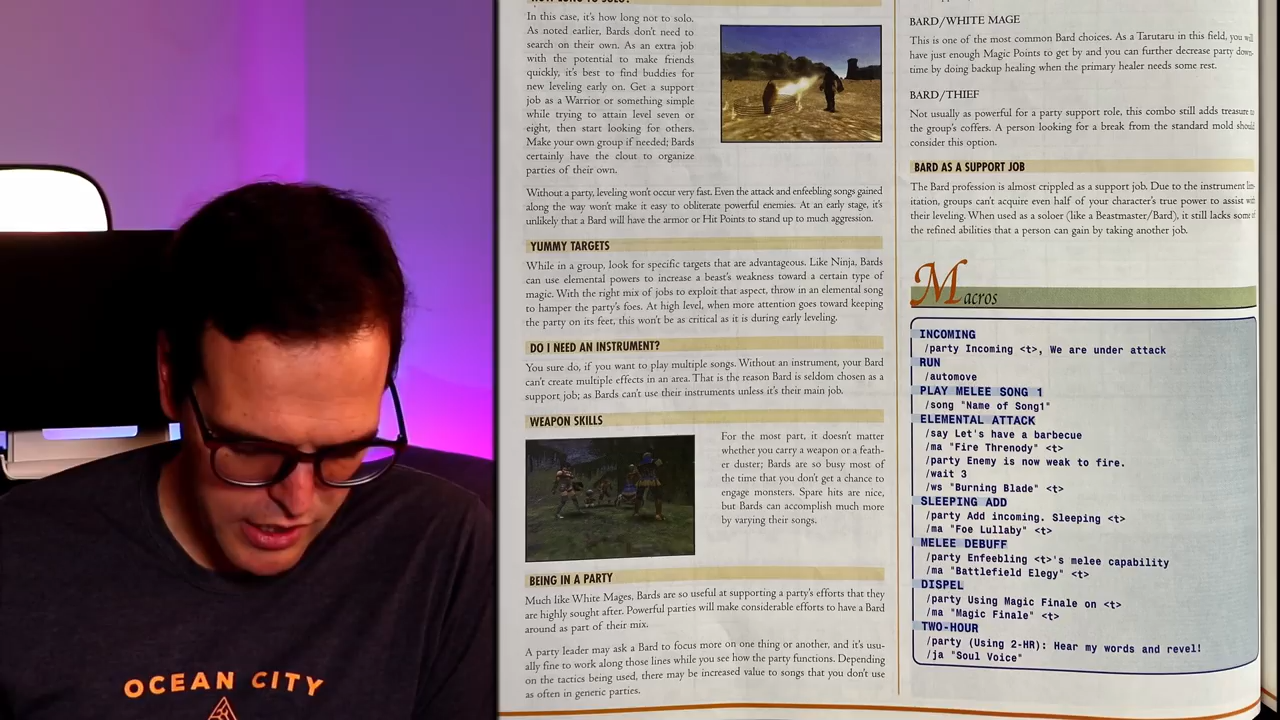 HOW LONG TO SOLO?
In this case, it's how long not to solo.
As noted earlier, Bards don't need to
search on their own. As an extra job
with the potential to make friends
quickly, it's best to find buddies for
new leveling early on. Get a support
job as a Warrior or something simple
while trying to attain level seven or
eight, then start looking for others.
Make your own group if needed; Bards
certainly have the clout to organize
parties of their own.
Without a party, leveling won't occur very fast. Even the attack and enfeebling songs gained
along the way won't make it easy to obliterate powerful enemies. At an early stage, it's
unlikely that a Bard will have the armor or Hit Points to stand up to much aggression.
YUMMY TARGETS
While in a group, look for specific targets that are advantageous. Like Ninja, Bards
can use elemental powers to increase a beast's weakness toward a certain type of
magic. With the right mix of jobs to exploit that aspect, throw in an elemental song
to hamper the party's foes. At high level, when more attention goes toward keeping
the party on its feet, this won't be as critical as it is during early leveling.
DO I NEED AN INSTRUMENT?
You sure do, if you want to play multiple songs. Without an instrument, your Bard
can't create multiple effects in an area. That is the reason Bard is seldom chosen as a
support job; as Bards can't use their instruments unless it's their main job.
WEAPON SKILLS
For the most part, it doesn't matter
whether you carry a weapon or a feath-
er duster; Bards are so busy most of
the time that you don't get a chance to
engage monsters. Spare hits are nice,
but Bards can accomplish much more
by varying their songs.
BEING IN A PARTY
Much like White Mages, Bards are so useful at supporting a party's efforts that they
are highly sought after. Powerful parties will make considerable efforts to have a Bard
around as part of their mix.
A party leader may ask a Bard to focus more on one thing or another, and it's usu-
ally fine to work along those lines while you see how the party functions. Depending
on the tactics being used, there may be increased value to songs that you don't use
as often in generic parties.
BARD/WHITE MAGE
This is one of the most common Bard choices. As a Tarutaru in this field, you will
have just enough Magic Points to get by and you can further decrease party down-
time by doing backup healing when the primary healer needs some rest.
BARD/THIEF
Not usually as powerful for a party support role, this combo still adds treasure to
the group's coffers. A person looking for a break from the standard mold should
consider this option.
BARD AS A SUPPORT JOB
The Bard profession is almost crippled as a support job. Due to the instrument lim-
itation, groups can't acquire even half of your character's true power to assist with
their leveling. When used as a soloer (like a Beastmaster/Bard), it still lacks some of
the refined abilities that a person can gain by taking another job.
Macros
INCOMING
/party Incoming <t>, We are under attack
RUN
/automove
PLAY MELEE SONG 1
/song "Name of Song1"
ELEMENTAL ATTACK
/say Let's have a barbecue
/ma "Fire Threnody" <t>
/party Enemy is now weak to fire.
/wait 3
/ws "Burning Blade" <t>
SLEEPING ADD
/party Add incoming. Sleeping <t>
/ma "Foe Lullaby" <t>
MELEE DEBUFF
/party Enfeebling <t>'s melee capability
/ma "Battlefield Elegy" <t>
DISPEL
/party Using Magic Finale on <t>
/ma "Magic Finale" <t>
TWO-HOUR
/party (Using 2-HR): Hear my words and revel!
/ja "Soul Voice"
OCEAN CITY